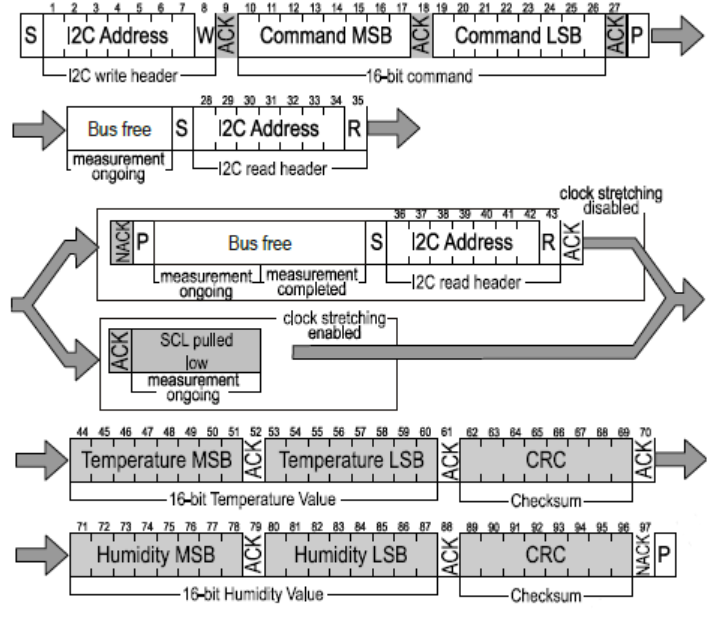 1 2 3 4 5 6 7 8 9 10 11 12 13 14 15 16 17 18 19 20 21 22 23 24 25 26 27
S I2C Address W ACK Command MSB ACK Command LSB ACK P
I2C write header 16-bit command
28 29 30 31 32 33 34 35
Bus free S I2C Address R
measurement
ongoing
I2C read header
clock stretching
disabled
36 37 38 39 40 41 42 43
NACK P Bus free S I2C Address R ACK
measurement
ongoing
measurement
completed
I2C read header
clock stretching
enabled
ACK SCL pulled
low
measurement
ongoing
44 45 46 47 48 49 50 51 52 53 54 55 56 57 58 59 60 61 62 63 64 65 66 67 68 69 70
Temperature MSB ACK Temperature LSB ACK CRC ACK
16-bit Temperature Value Checksum
71 72 73 74 75 76 77 78 79 80 81 82 83 84 85 86 87 88 89 90 91 92 93 94 95 96 97
Humidity MSB ACK Humidity LSB ACK CRC NACK P
16-bit Humidity Value Checksum